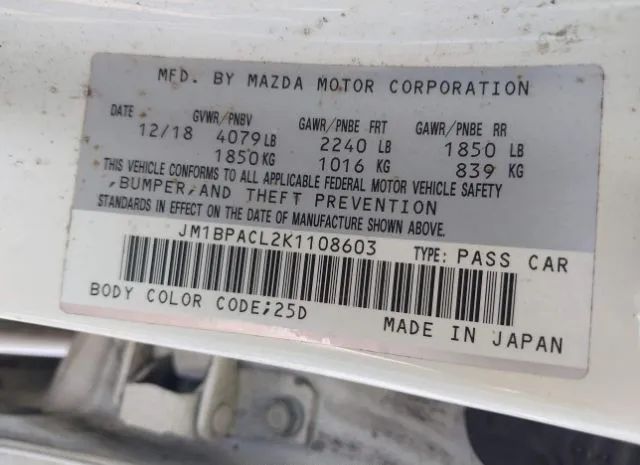 MFD. BY MAZDA MOTOR CORPORATION
DATE GVWR/PNBV GAWR/PNBE FRT GAWR/PNBE RR
12/18 4079 LB 2240 LB 1850 LB
1850 KG 1016 KG 839 KG
THIS VEHICLE CONFORMS TO ALL APPLICABLE FEDERAL MOTOR VEHICLE SAFETY
,BUMPER,AND THEFT PREVENTION
STANDARDS IN EFFECT ON THE DATE OF MANUFACTURE SHOWN ABOVE.
JM1BPACL2K1108603 TYPE: PASS CAR
BODY COLOR CODE;25D
MADE IN JAPAN